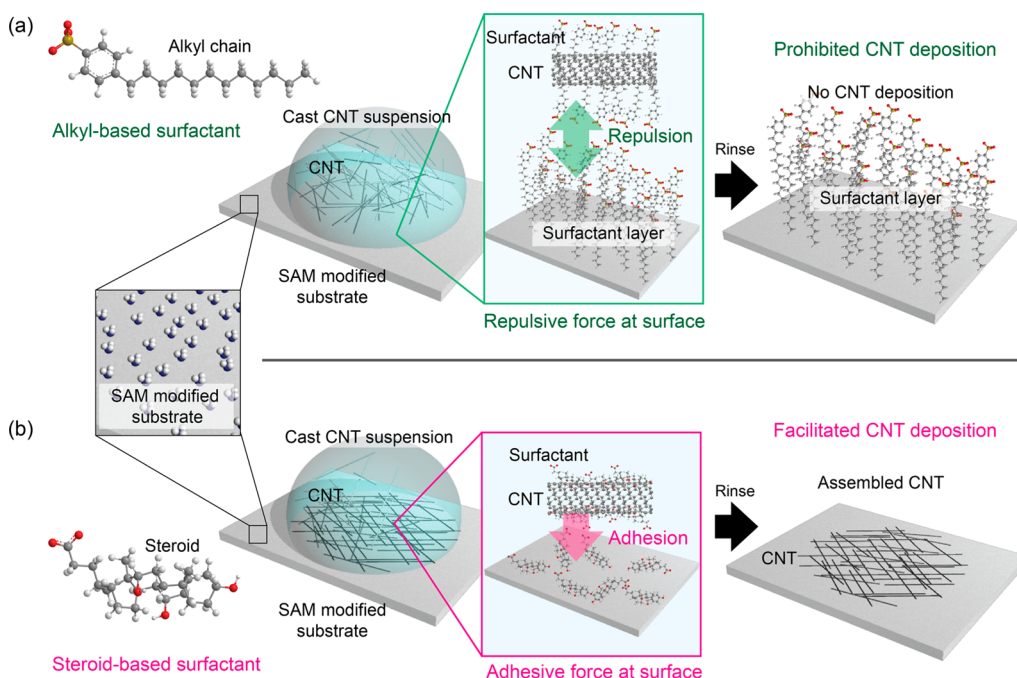 (a)
Alkyl chain
Alkyl-based surfactant
Cast CNT suspension
CNT
SAM modified
substrate
Surfactant
CNT
Repulsion
Surfactant layer
Repulsive force at surface
Rinse
Prohibited CNT deposition
No CNT deposition
Surfactant layer
SAM modified
substrate
(b)
Steroid
Steroid-based surfactant
Cast CNT suspension
CNT
SAM modified
substrate
Surfactant
CNT
Adhesion
Adhesive force at surface
Rinse
Facilitated CNT deposition
Assembled CNT
CNT